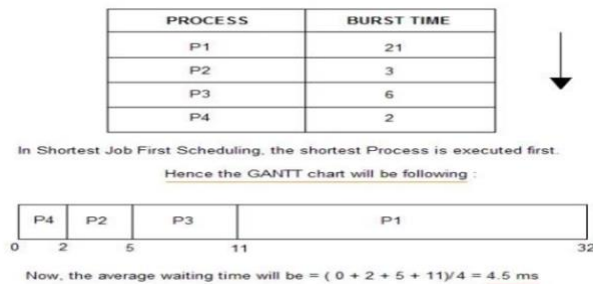 PROCESS BURST TIME
P1 21
P2 3
P3 6
P4 2
In Shortest Job First Scheduling, the shortest Process is executed first.
Hence the GANTT chart will be following :
P4 P2 P3 P1
0 2 5 11 32
Now, the average waiting time will be = ( 0 + 2 + 5 + 11)/4 = 4.5 ms